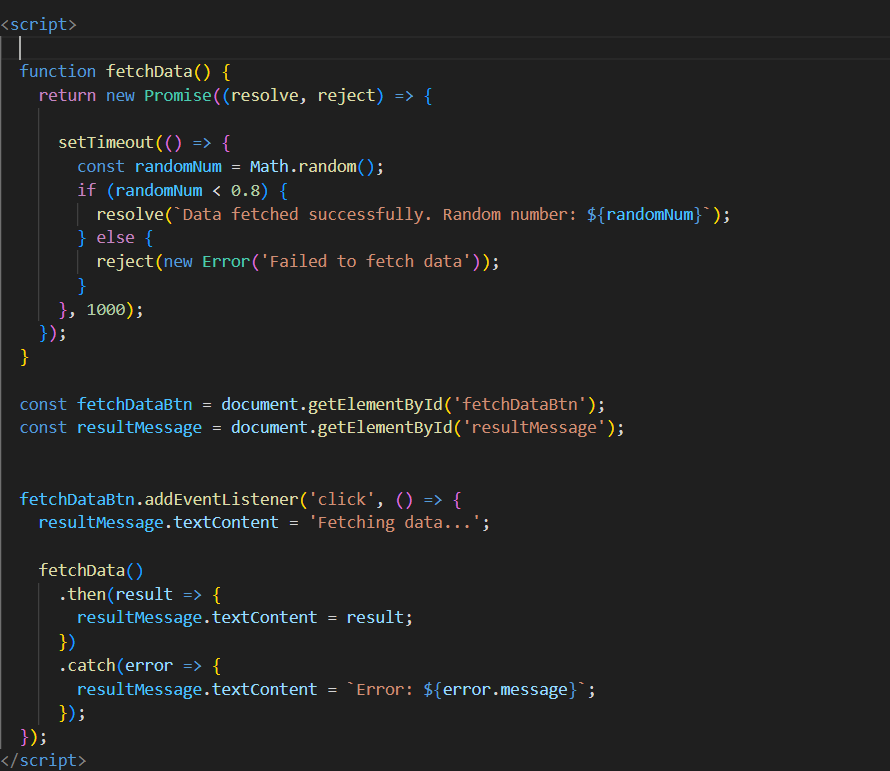 <script>
function fetchData() {
return new Promise((resolve, reject) => {
setTimeout(() => {
const randomNum = Math.random();
if (randomNum < 0.8) {
resolve(`Data fetched successfully. Random number: ${randomNum}`);
} else {
reject(new Error('Failed to fetch data'));
}
}, 1000);
});
}
const fetchDataBtn = document.getElementById('fetchDataBtn');
const resultMessage = document.getElementById('resultMessage');
fetchDataBtn.addEventListener('click', () => {
resultMessage.textContent = 'Fetching data...';
fetchData()
.then(result => {
resultMessage.textContent = result;
})
.catch(error => {
resultMessage.textContent = `Error: ${error.message}`;
});
});
</script>